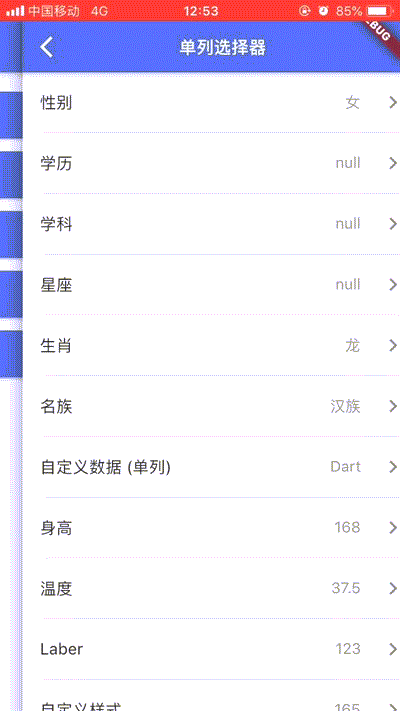 中国移动 4G 12:53 85%
BUG
单列选择器
性别 女
学历 null
学科 null
星座 null
生肖 龙
名族 汉族
自定义数据 (单列) Dart
身高 168
温度 37.5
Laber 123
自定义样式 165